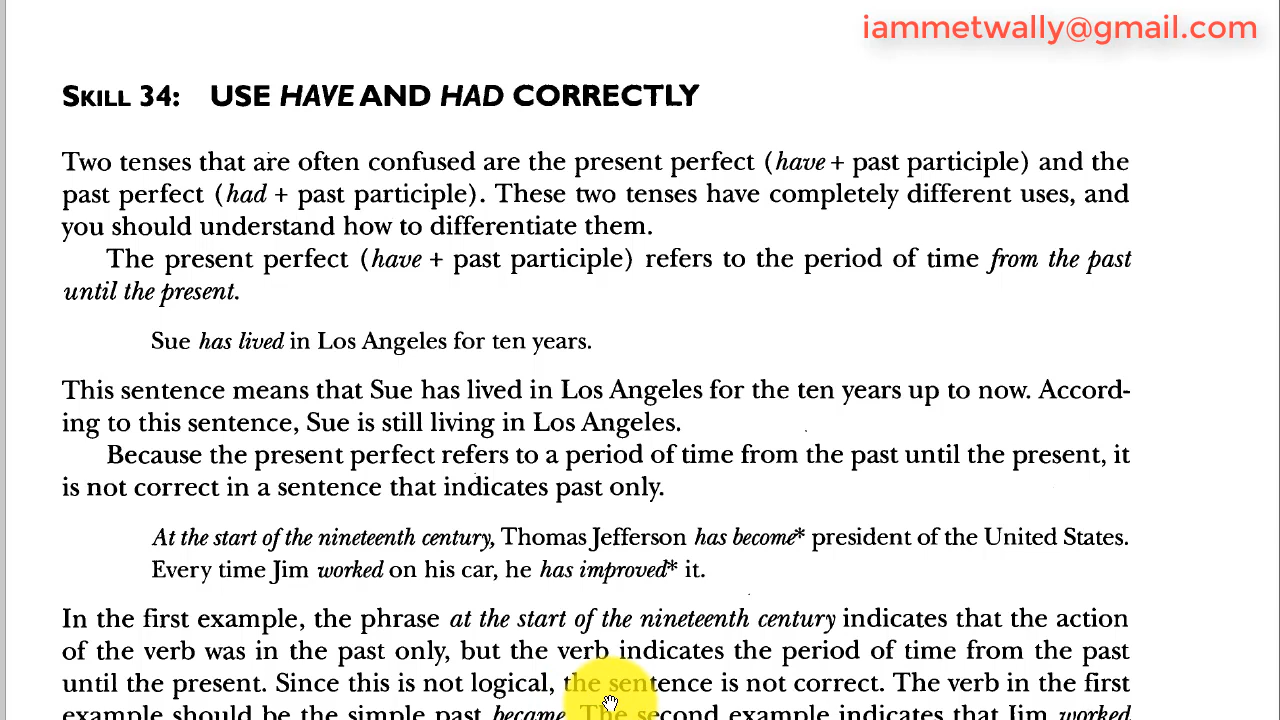 iammetwally@gmail.com
SKILL 34: USE HAVE AND HAD CORRECTLY
Two tenses that are often confused are the present perfect (have + past participle) and the
past perfect (had + past participle). These two tenses have completely different uses, and
you should understand how to differentiate them.
The present perfect (have + past participle) refers to the period of time from the past
until the present.
Sue has lived in Los Angeles for ten years.
This sentence means that Sue has lived in Los Angeles for the ten years up to now. Accord-
ing to this sentence, Sue is still living in Los Angeles.
Because the present perfect refers to a period of time from the past until the present, it
is not correct in a sentence that indicates past only.
At the start of the nineteenth century, Thomas Jefferson has become* president of the United States.
Every time Jim worked on his car, he has improved* it.
In the first example, the phrase at the start of the nineteenth century indicates that the action
of the verb was in the past only, but the verb indicates the period of time from the past
until the present. Since this is not logical, the sentence is not correct. The verb in the first
example should be the simple past became. The second example indicates that Jim worked